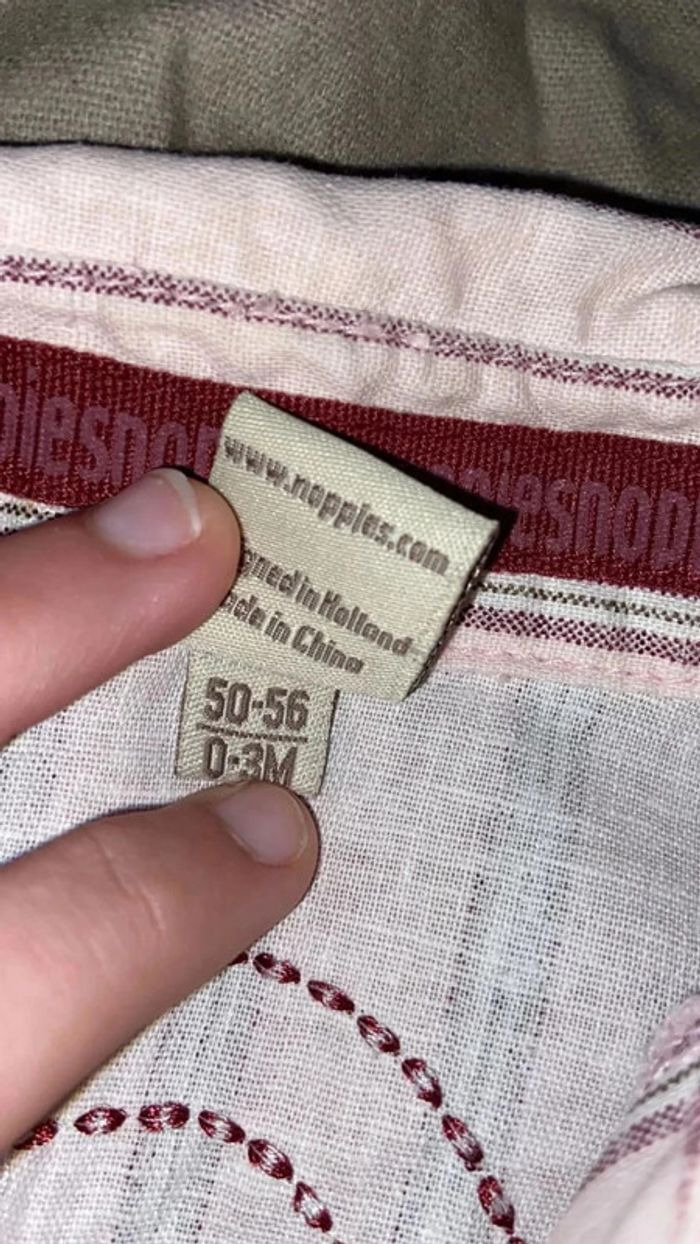 www.noppies.com
in Holland
in China
50-56
0-3M